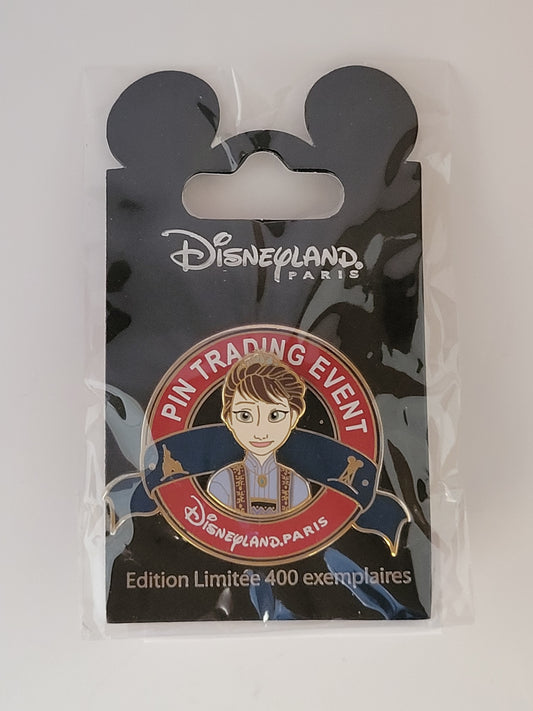 DISNEYLAND.
PARIS
PIN TRADING EVENT
DISNEYLAND.PARIS
Edition Limitée 400 exemplaires